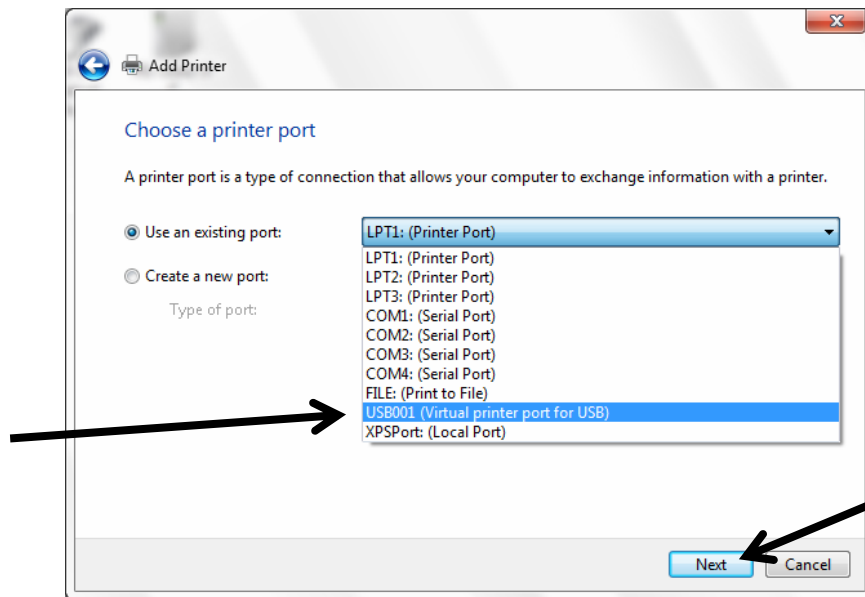 Add Printer
Choose a printer port
A printer port is a type of connection that allows your computer to exchange information with a printer.
Use an existing port:
LPT1: (Printer Port)
LPT1: (Printer Port)
LPT2: (Printer Port)
LPT3: (Printer Port)
COM1: (Serial Port)
COM2: (Serial Port)
COM3: (Serial Port)
COM4: (Serial Port)
FILE: (Print to File)
USB001 (Virtual printer port for USB)
XPSPort: (Local Port)
Create a new port:
Type of port:
Next
Cancel